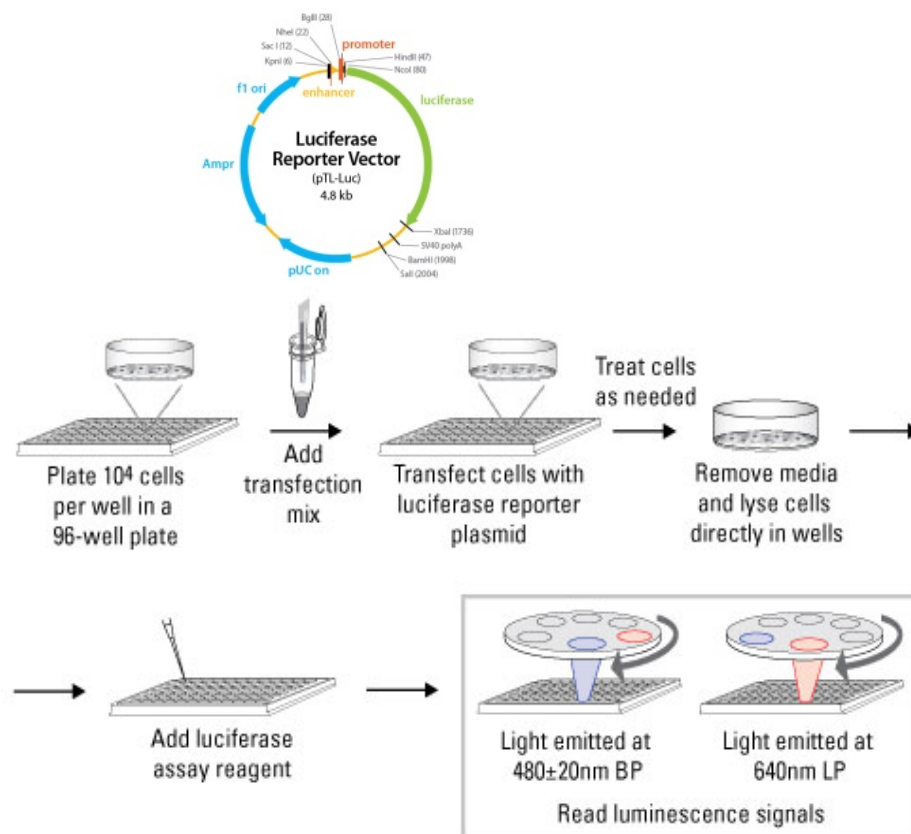 BglII (28)
NheI (22)
Sac I (12)
KpnI (6)
promoter
HindII (47)
NcoI (80)
enhancer
f1 ori
luciferase
Ampr
Luciferase
Reporter Vector
(pTL-Luc)
4.8 kb
XbaI (1736)
SV40 polyA
BamHI (1998)
SalI (2004)
pUC on
Plate 10⁴ cells
per well in a
96-well plate
Add
transfection
mix
Transfect cells with
luciferase reporter
plasmid
Treat cells
as needed
Remove media
and lyse cells
directly in wells
Add luciferase
assay reagent
Light emitted at
480±20nm BP
Light emitted at
640nm LP
Read luminescence signals